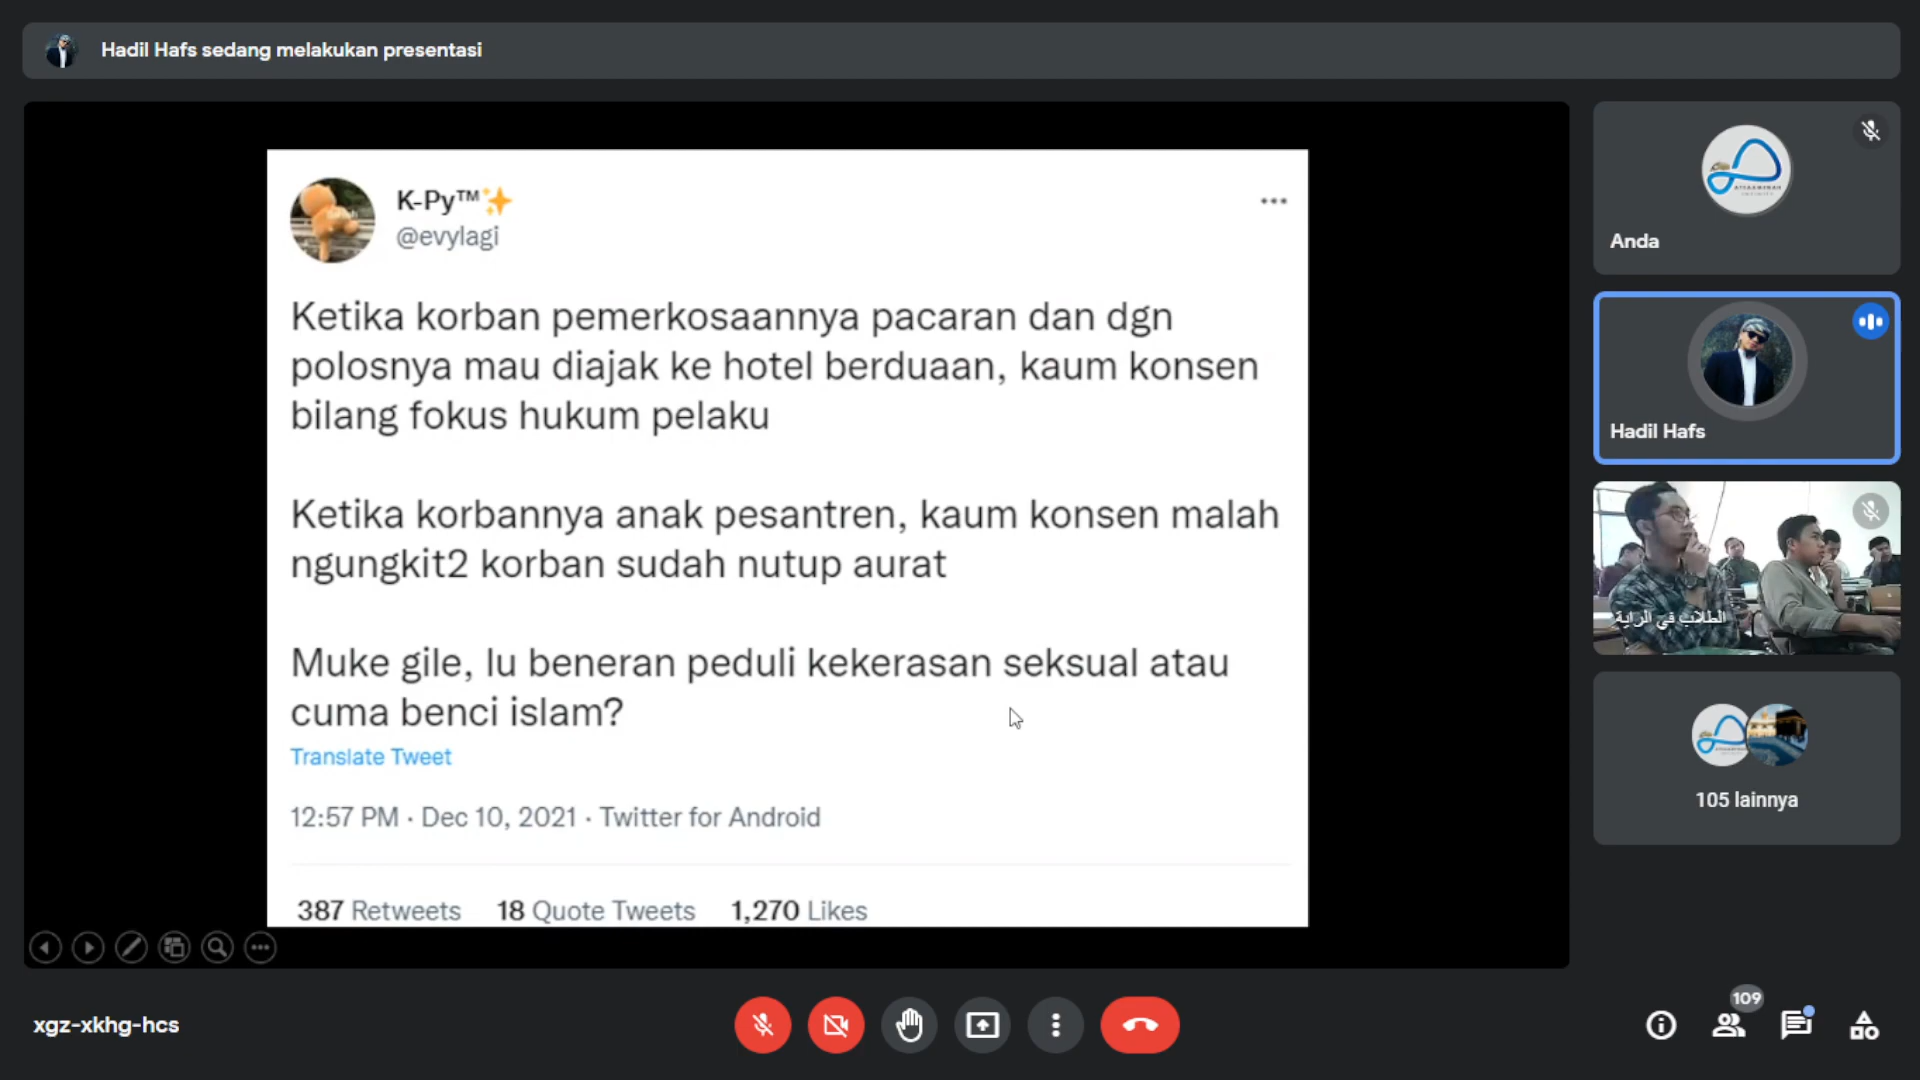 Hadil Hafs sedang melakukan presentasi
K-Py™✨
@evylagi
Ketika korban pemerkosaannya pacaran dan dgn
polosnya mau diajak ke hotel berduaan, kaum konsen
bilang fokus hukum pelaku
Ketika korbannya anak pesantren, kaum konsen malah
ngungkit2 korban sudah nutup aurat
Muke gile, lu beneran peduli kekerasan seksual atau
cuma benci islam?
Translate Tweet
12:57 PM · Dec 10, 2021 · Twitter for Android
387 Retweets 18 Quote Tweets 1,270 Likes
Anda
Hadil Hafs
الطلاب في الراية
105 lainnya
xgz-xkhg-hcs
109